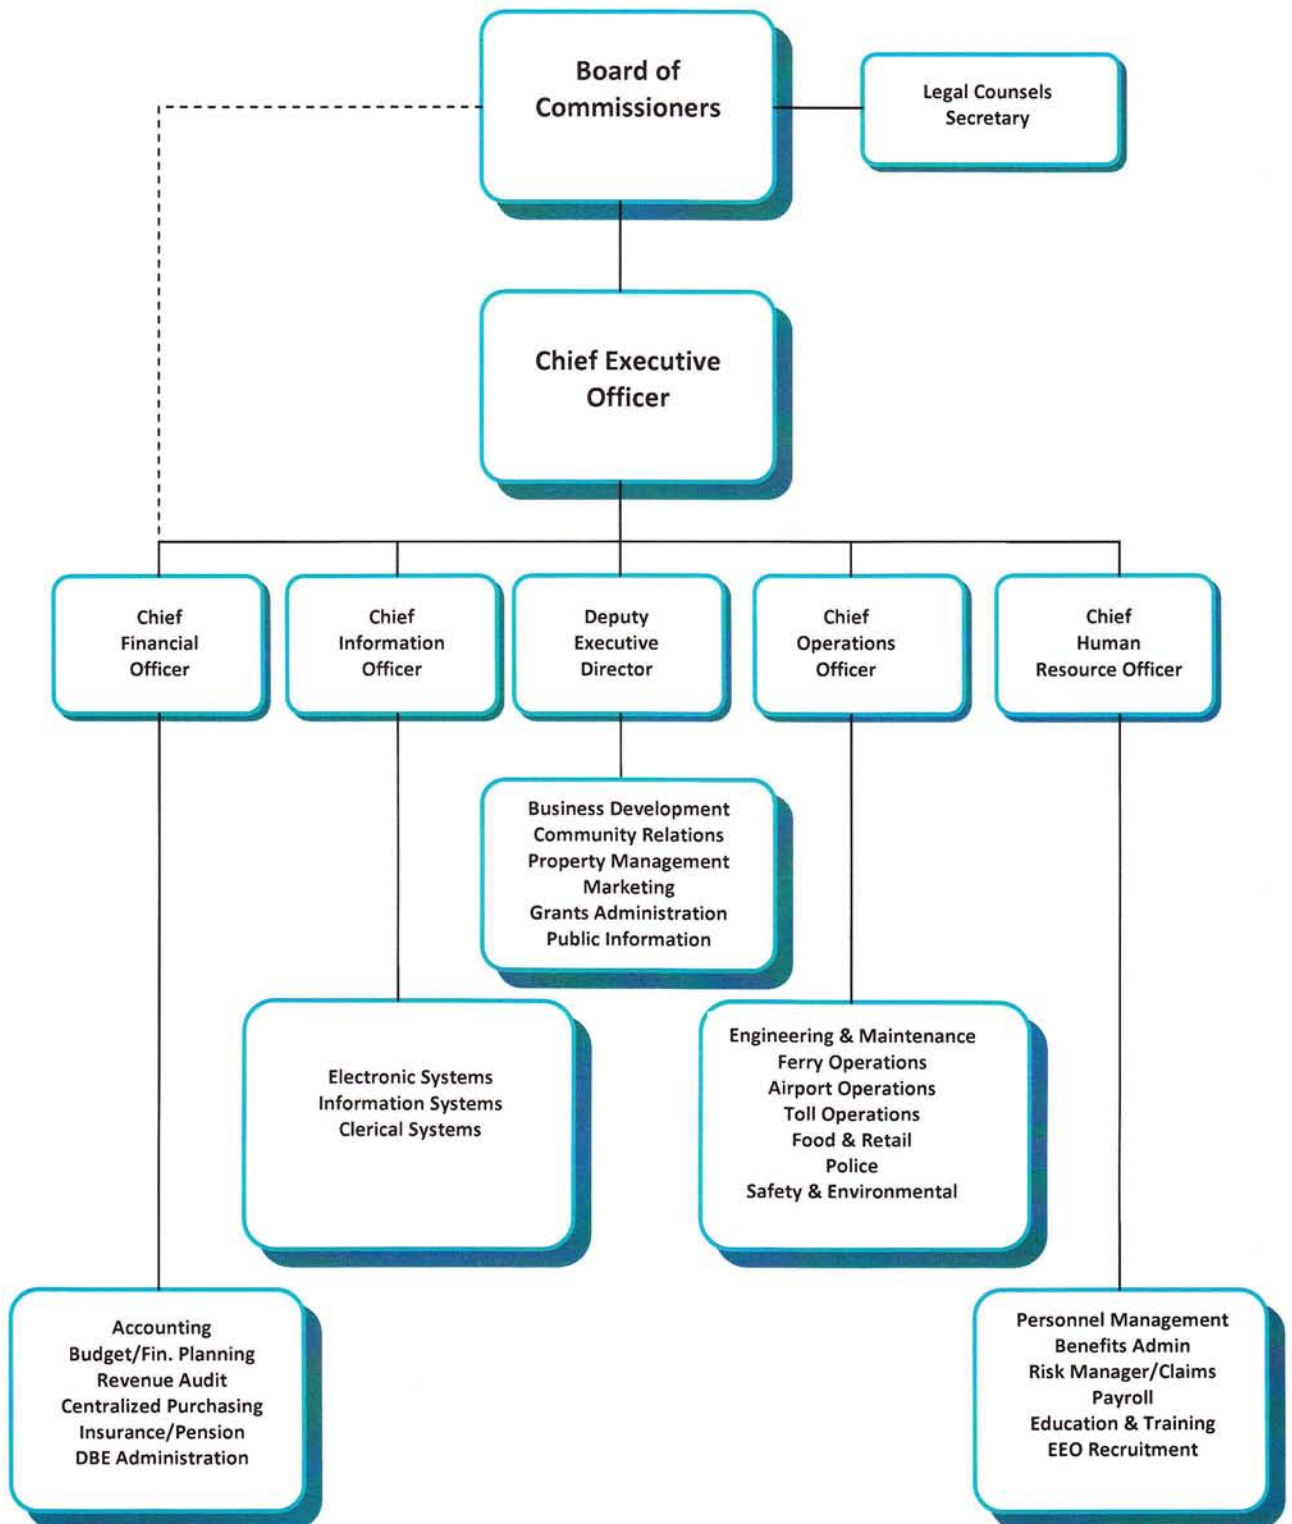 Board of
Commissioners
Legal Counsels
Secretary
Chief Executive
Officer
Chief
Financial
Officer
Chief
Information
Officer
Deputy
Executive
Director
Chief
Operations
Officer
Chief
Human
Resource Officer
Business Development
Community Relations
Property Management
Marketing
Grants Administration
Public Information
Electronic Systems
Information Systems
Clerical Systems
Engineering & Maintenance
Ferry Operations
Airport Operations
Toll Operations
Food & Retail
Police
Safety & Environmental
Accounting
Budget/Fin. Planning
Revenue Audit
Centralized Purchasing
Insurance/Pension
DBE Administration
Personnel Management
Benefits Admin
Risk Manager/Claims
Payroll
Education & Training
EEO Recruitment